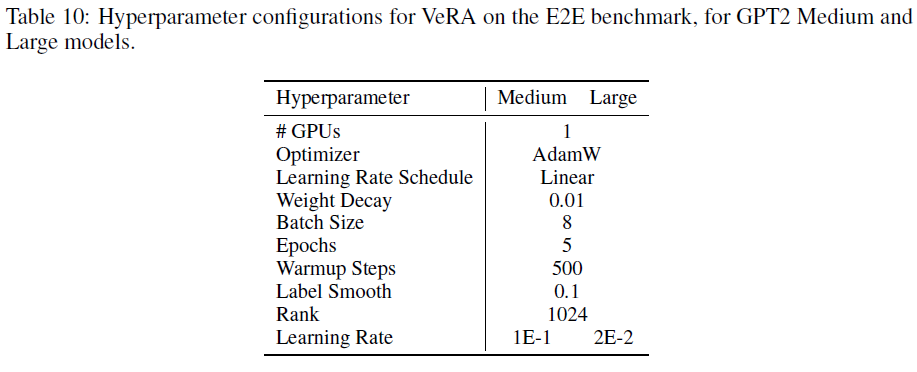 Table 10: Hyperparameter configurations for VeRA on the E2E benchmark, for GPT2 Medium and
Large models.
Hyperparameter Medium Large
# GPUs 1
Optimizer AdamW
Learning Rate Schedule Linear
Weight Decay 0.01
Batch Size 8
Epochs 5
Warmup Steps 500
Label Smooth 0.1
Rank 1024
Learning Rate 1E-1 2E-2